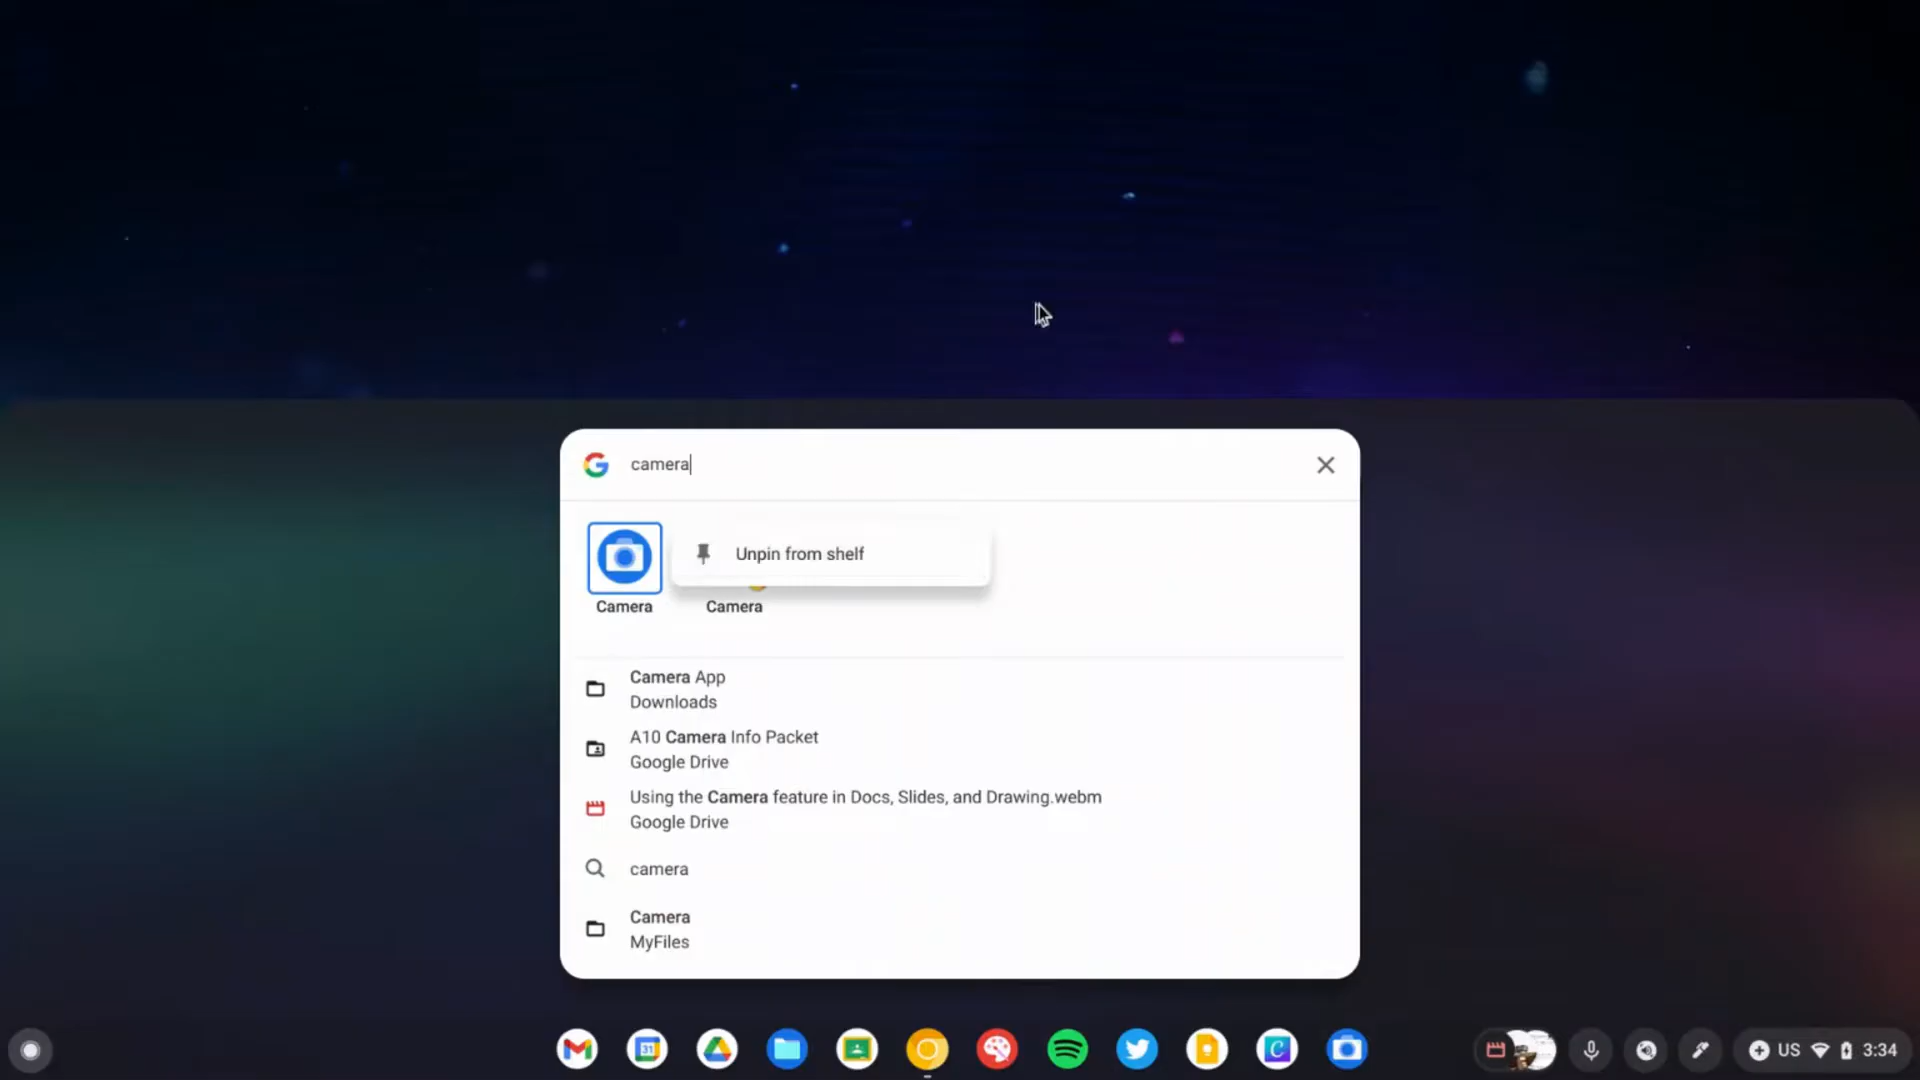 camera
Unpin from shelf
Camera
Camera
Camera App
Downloads
A10 Camera Info Packet
Google Drive
Using the Camera feature in Docs, Slides, and Drawing.webm
Google Drive
camera
Camera
MyFiles
31
C
US
3:34